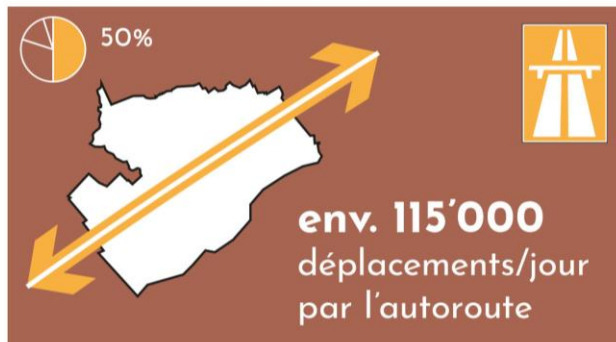 50%
env. 115’000
déplacements/jour
par l’autoroute